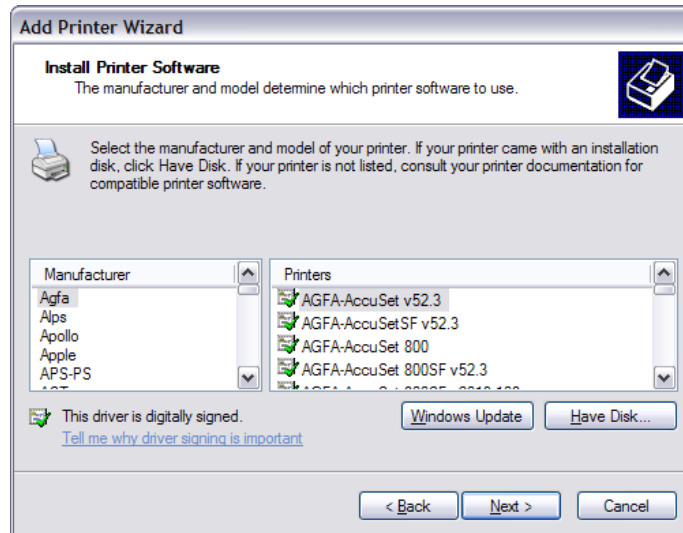 Add Printer Wizard
Install Printer Software
The manufacturer and model determine which printer software to use.
Select the manufacturer and model of your printer. If your printer came with an installation
disk, click Have Disk. If your printer is not listed, consult your printer documentation for
compatible printer software.
Manufacturer
Agfa
Alps
Apollo
Apple
APS-PS
Printers
AGFA-AccuSet v52.3
AGFA-AccuSetSF v52.3
AGFA-AccuSet 800
AGFA-AccuSet 800SF v52.3
This driver is digitally signed.
Tell me why driver signing is important
Windows Update
Have Disk...
< Back
Next >
Cancel